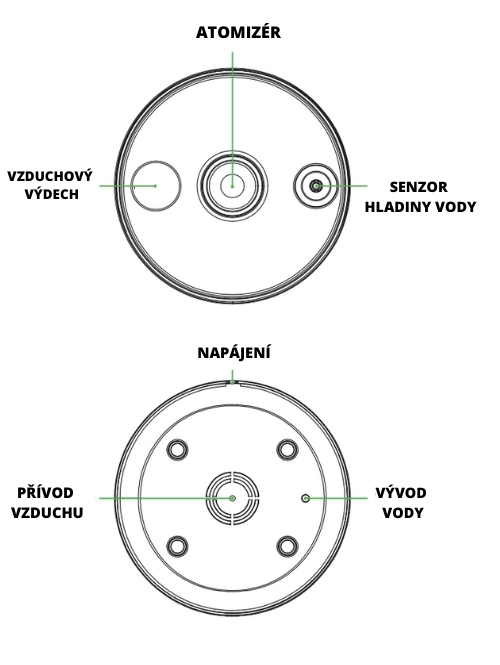 ATOMIZÉR
VZDUCHOVÝ
VÝDECH
SENZOR
HLADINY VODY
NAPÁJENÍ
PŘÍVOD
VZDUCHU
VÝVOD
VODY